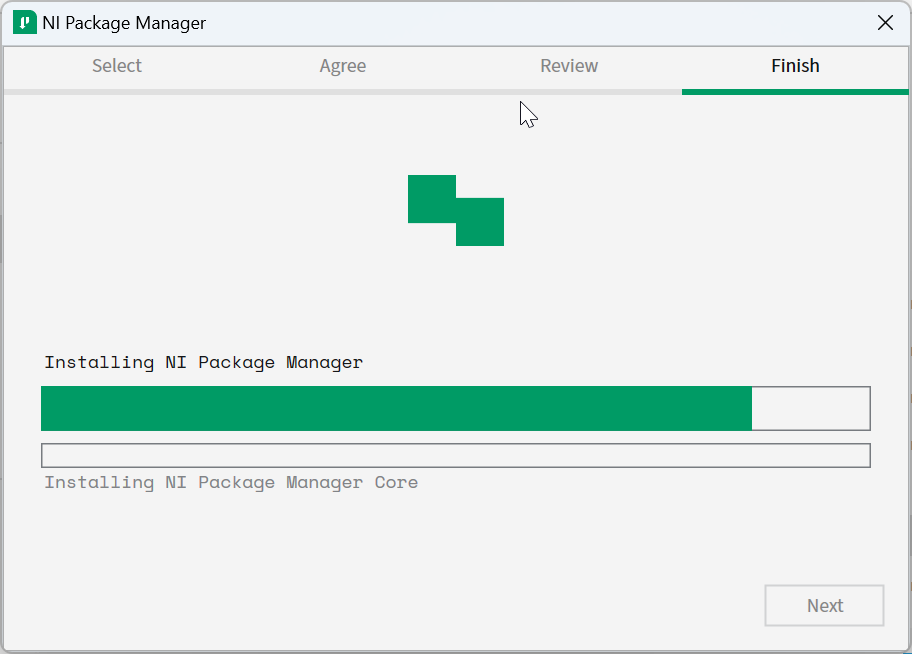 NI Package Manager
Select Agree Review Finish
Installing NI Package Manager
Installing NI Package Manager Core
Next